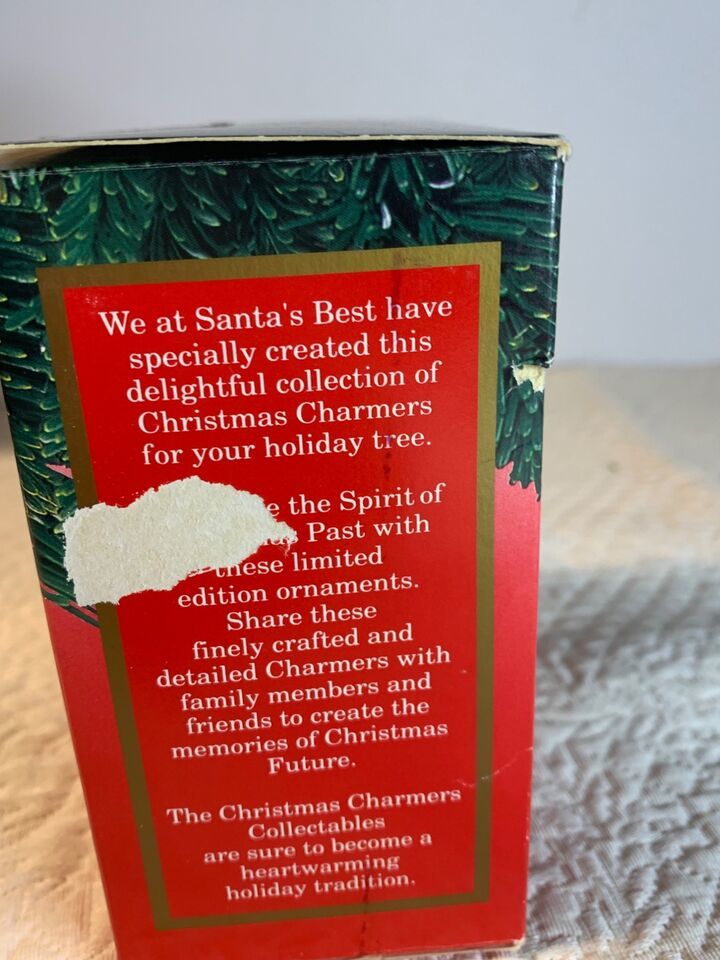 We at Santa's Best have
specially created this
delightful collection of
Christmas Charmers
for your holiday tree.
the Spirit of
Past with
these limited
edition ornaments.
Share these
finely crafted and
detailed Charmers with
family members and
friends to create the
memories of Christmas
Future.
The Christmas Charmers
Collectables
are sure to become a
heartwarming
holiday tradition.